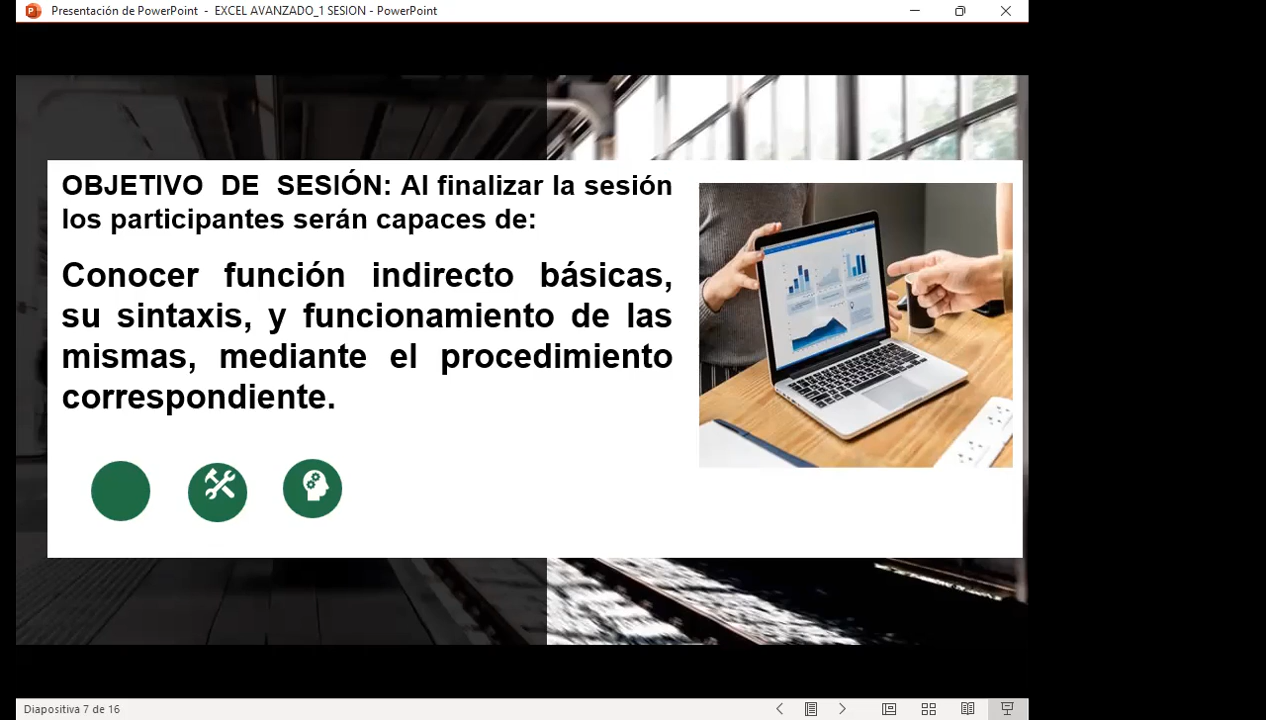 Presentación de PowerPoint - EXCEL AVANZADO_1 SESION - PowerPoint
OBJETIVO DE SESIÓN: Al finalizar la sesión
los participantes serán capaces de:
Conocer función indirecto básicas,
su sintaxis, y funcionamiento de las
mismas, mediante el procedimiento
correspondiente.
Diapositiva 7 de 16